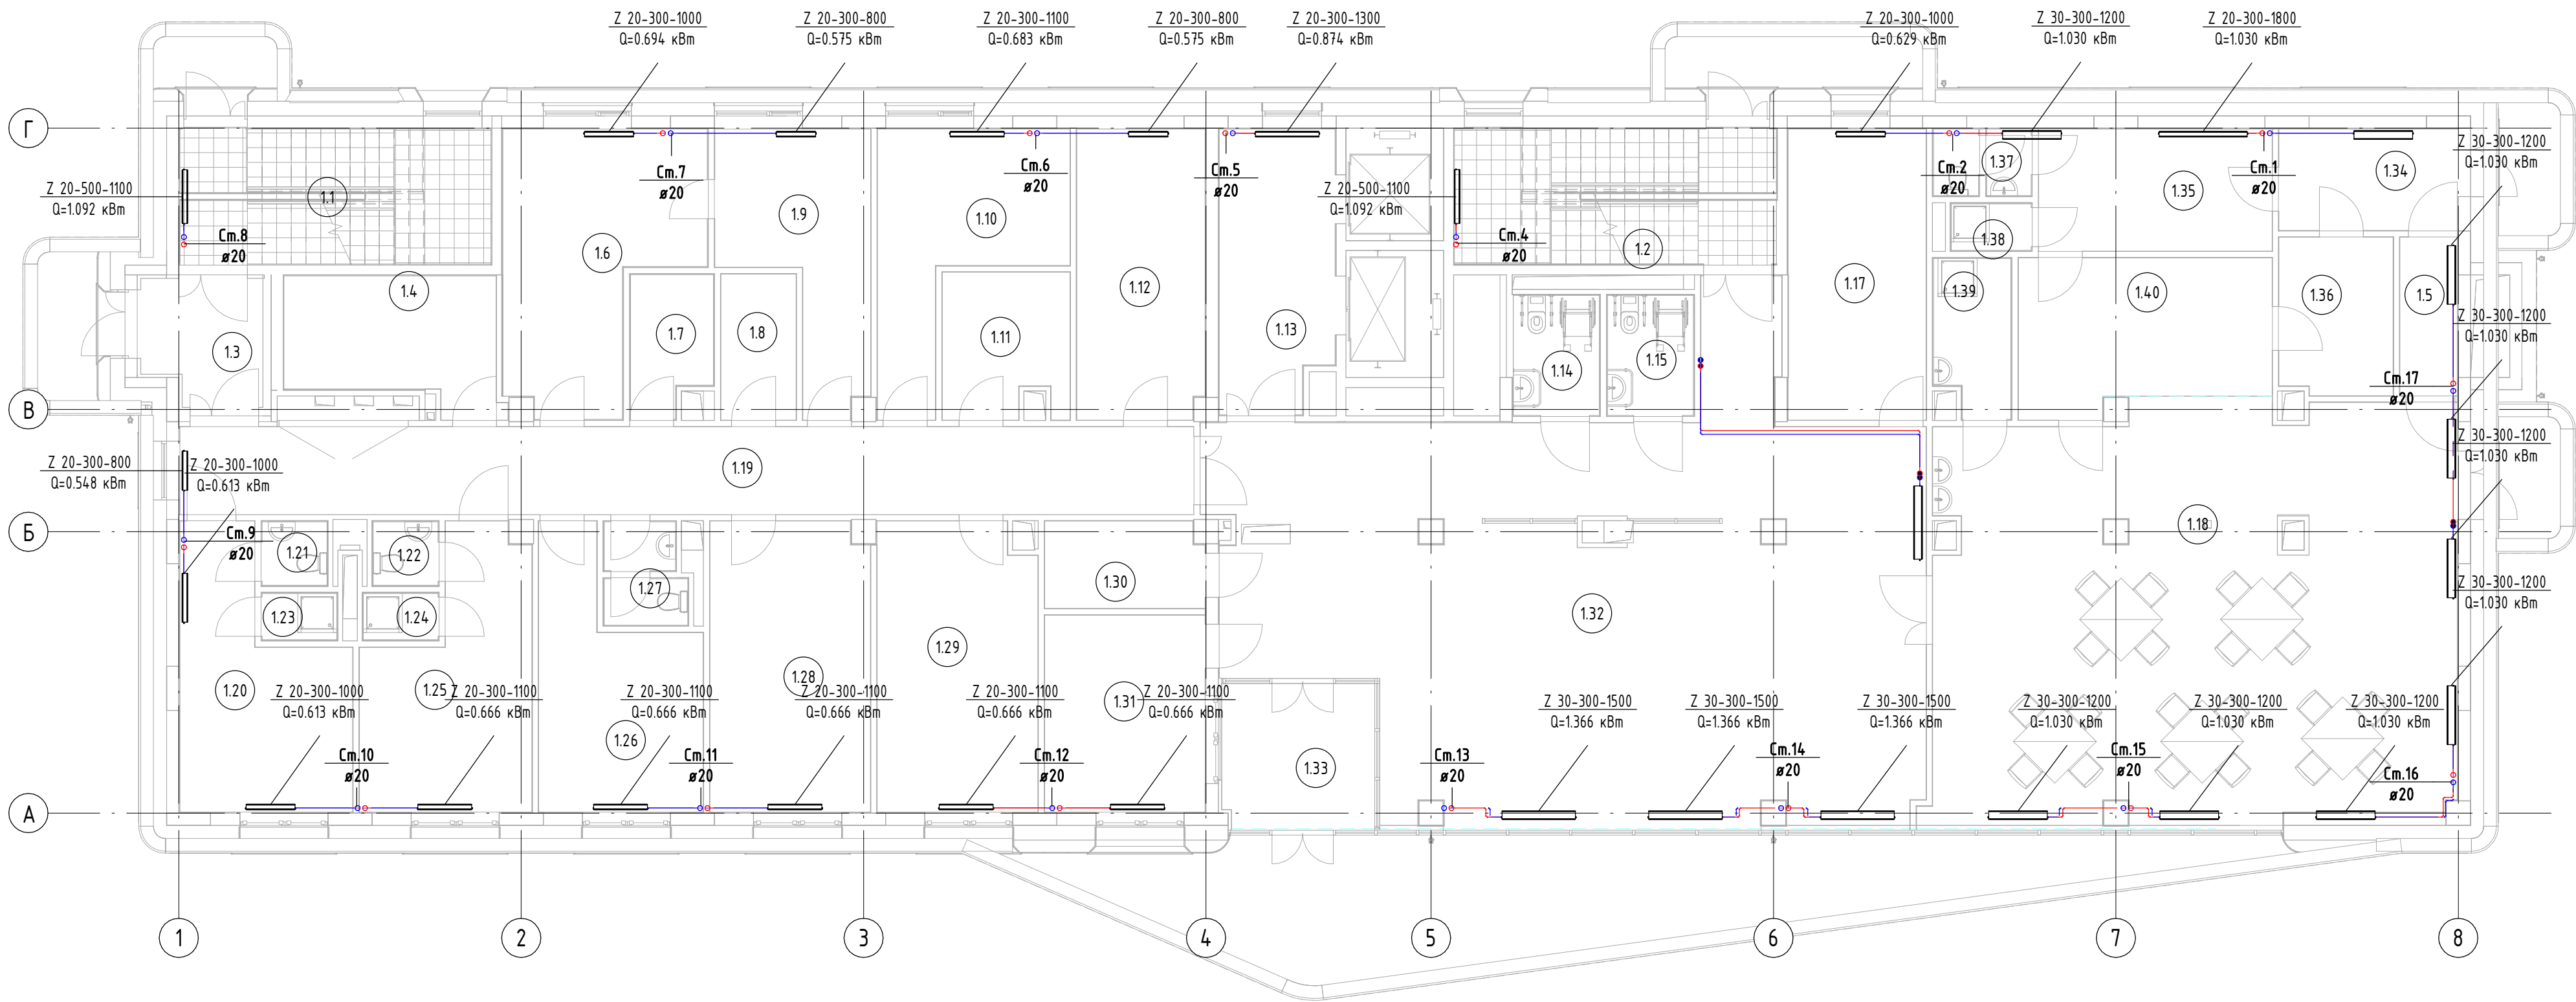 Z 20-300-1000
Q=0.694 кВт
Z 20-300-800
Q=0.575 кВт
Z 20-300-1100
Q=0.683 кВт
Z 20-300-800
Q=0.575 кВт
Z 20-300-1300
Q=0.874 кВт
Z 20-300-1000
Q=0.629 кВт
Z 30-300-1200
Q=1.030 кВт
Z 20-300-1800
Q=1.030 кВт
Г
Z 30-300-1200
Q=1.030 кВт
Ст.7
ø20
Ст.6
ø20
Ст.5
ø20
Ст.2
ø20
1.37
Ст.1
ø20
1.34
Z 20-500-1100
Q=1.092 кВт
1.1
Z 20-500-1100
Q=1.092 кВт
1.35
1.9
1.10
Ст.8
ø20
1.6
Ст.4
ø20
1.2
1.38
1.4
1.12
1.17
1.39
1.40
1.36
1.5
1.3
1.7
1.8
1.11
1.13
1.14
1.15
Z 30-300-1200
Q=1.030 кВт
Ст.17
ø20
В
Z 20-300-800
Q=0.548 кВт
Z 20-300-1000
Q=0.613 кВт
1.19
Z 30-300-1200
Q=1.030 кВт
Б
Ст.9
ø20
1.21
1.22
1.18
1.23
1.24
1.27
1.30
1.32
Z 30-300-1200
Q=1.030 кВт
1.20
1.25
1.26
1.28
1.29
1.31
Z 20-300-1000
Q=0.613 кВт
Z 20-300-1100
Q=0.666 кВт
Z 20-300-1100
Q=0.666 кВт
Z 20-300-1100
Q=0.666 кВт
Z 20-300-1100
Q=0.666 кВт
Z 20-300-1100
Q=0.666 кВт
Z 30-300-1500
Q=1.366 кВт
Z 30-300-1500
Q=1.366 кВт
Z 30-300-1500
Q=1.366 кВт
Z 30-300-1200
Q=1.030 кВт
Z 30-300-1200
Q=1.030 кВт
Z 30-300-1200
Q=1.030 кВт
Ст.10
ø20
Ст.11
ø20
Ст.12
ø20
1.33
Ст.13
ø20
Ст.14
ø20
Ст.15
ø20
Ст.16
ø20
А
1
2
3
4
5
6
7
8